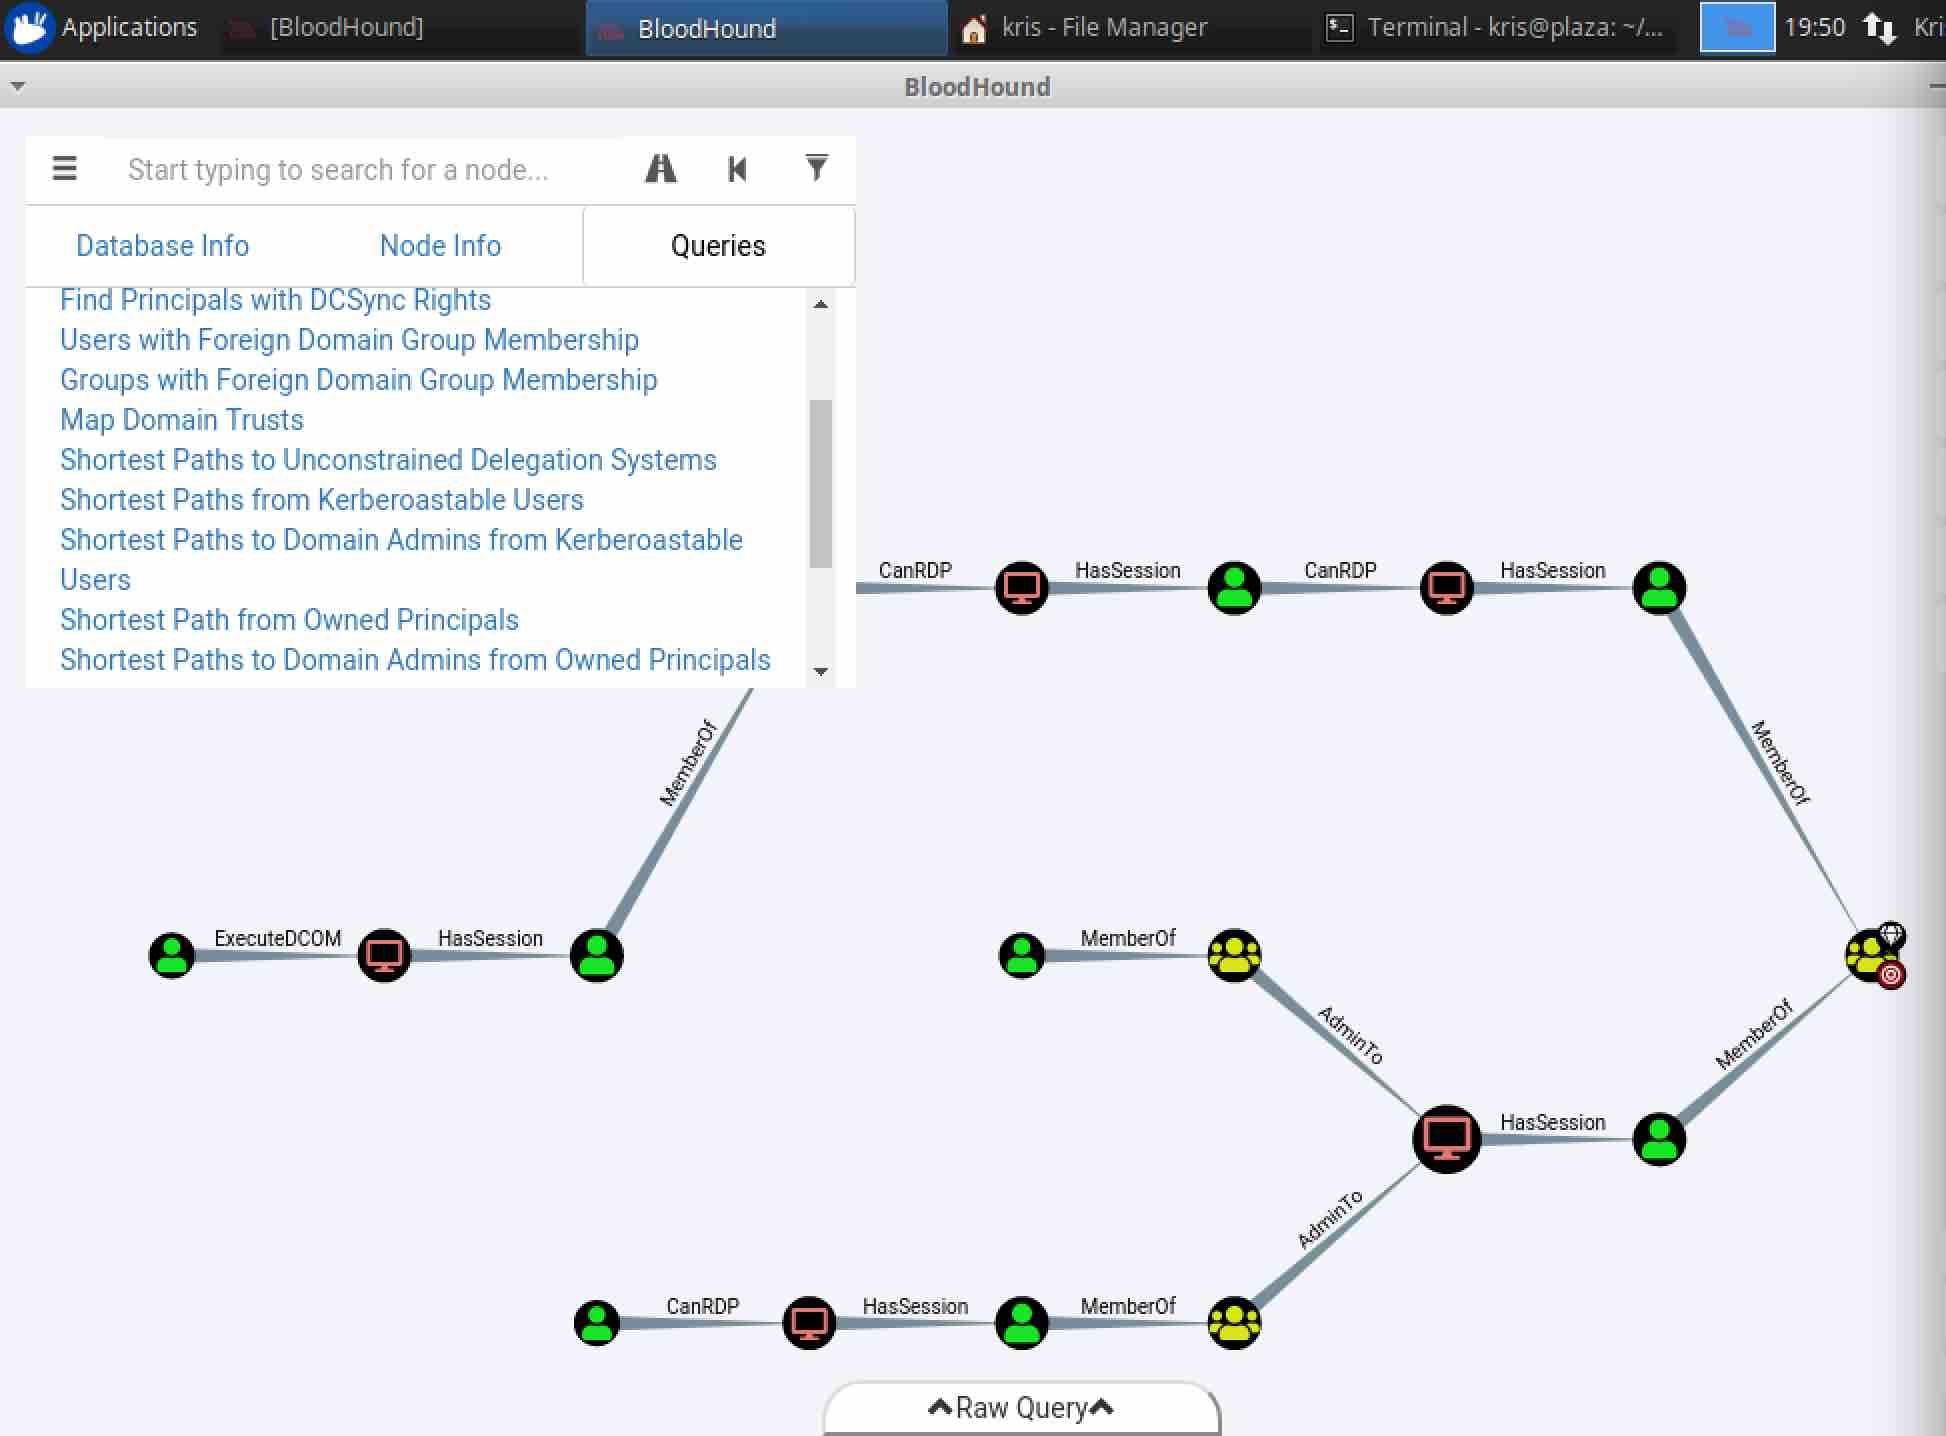 Applications
[BloodHound]
BloodHound
kris - File Manager
Terminal - kris@plaza: ~/...
19:50
Kri
BloodHound
Start typing to search for a node...
Database Info
Node Info
Queries
Find Principals with DCSync Rights
Users with Foreign Domain Group Membership
Groups with Foreign Domain Group Membership
Map Domain Trusts
Shortest Paths to Unconstrained Delegation Systems
Shortest Paths from Kerberoastable Users
Shortest Paths to Domain Admins from Kerberoastable
Users
Shortest Path from Owned Principals
Shortest Paths to Domain Admins from Owned Principals
CanRDP
HasSession
CanRDP
HasSession
MemberOf
MemberOf
ExecuteDCOM
HasSession
MemberOf
AdminTo
MemberOf
HasSession
AdminTo
CanRDP
HasSession
MemberOf
Raw Query